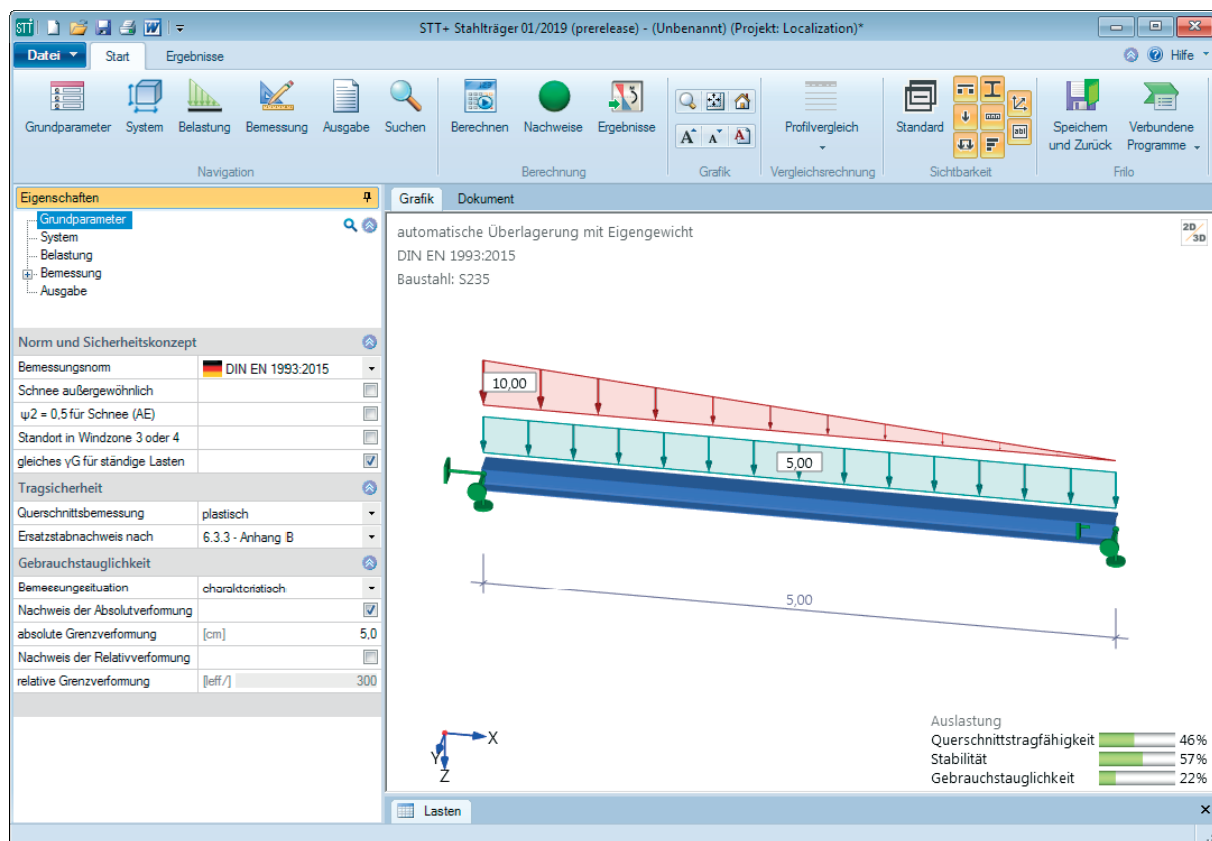 STT+ Stahlträger 01/2019 (prerelease) - (Unbenannt) (Projekt: Localization)*
Datei Start Ergebnisse Hilfe
Grundparameter System Belastung Bemessung Ausgabe Suchen Berechnen Nachweise Ergebnisse Profilvergleich Standard Speichern und Zurück Verbundene Programme
Navigation Berechnung Grafik Vergleichsrechnung Sichtbarkeit Frilo
Eigenschaften
Grundparameter
System
Belastung
Bemessung
Ausgabe
Norm und Sicherheitskonzept
Bemessungsnorm DIN EN 1993:2015
Schnee außergewöhnlich
ψ2 = 0,5 für Schnee (AE)
Standort in Windzone 3 oder 4
gleiches γG für ständige Lasten
Tragsicherheit
Querschnittsbemessung plastisch
Ersatzstabnachweis nach 6.3.3 - Anhang B
Gebrauchstauglichkeit
Bemessungssituation charakteristisch
Nachweis der Absolutverformung
absolute Grenzverformung [cm] 5,0
Nachweis der Relativverformung
relative Grenzverformung [leff/] 300
Grafik Dokument
automatische Überlagerung mit Eigengewicht
2D/3D
DIN EN 1993:2015
Baustahl: S235
10,00
5,00
5,00
X
Y
Z
Auslastung
Querschnittstragfähigkeit 46%
Stabilität 57%
Gebrauchstauglichkeit 22%
Lasten